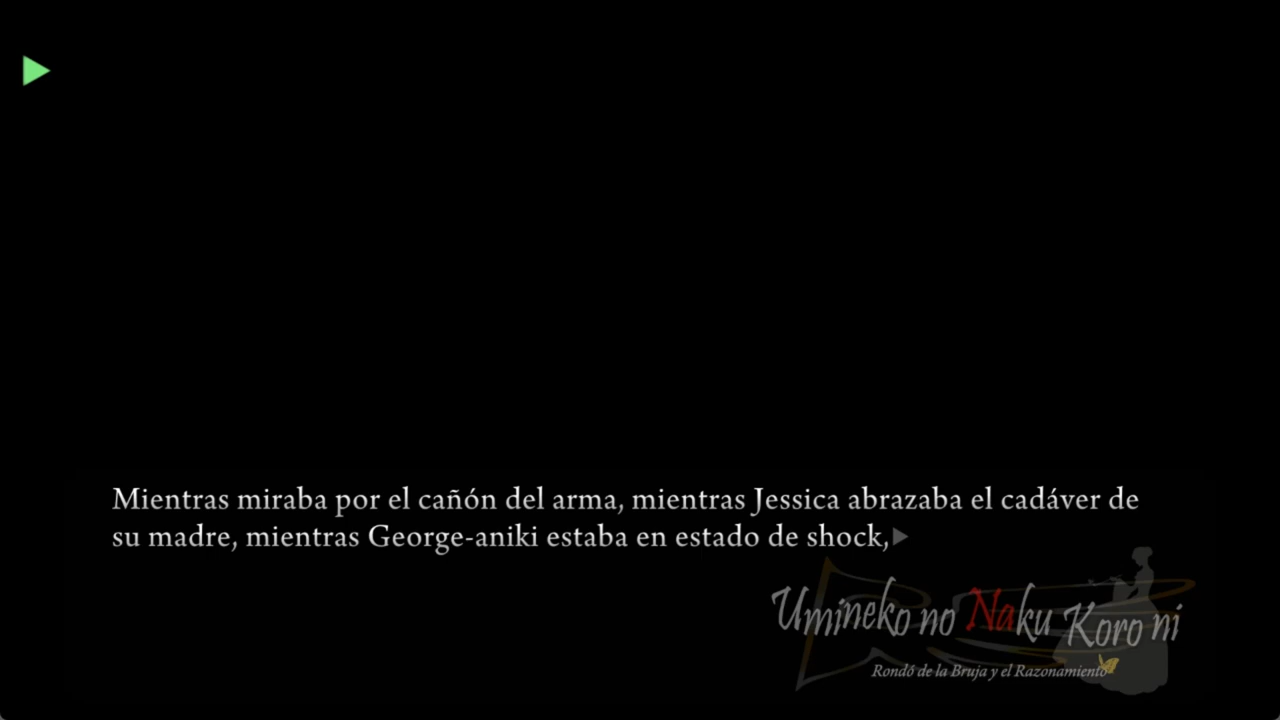 Mientras miraba por el cañón del arma, mientras Jessica abrazaba el cadáver de
su madre, mientras George-aniki estaba en estado de shock,
Umineko no Naku Koro ni
Rondó de la Bruja y el Razonamiento